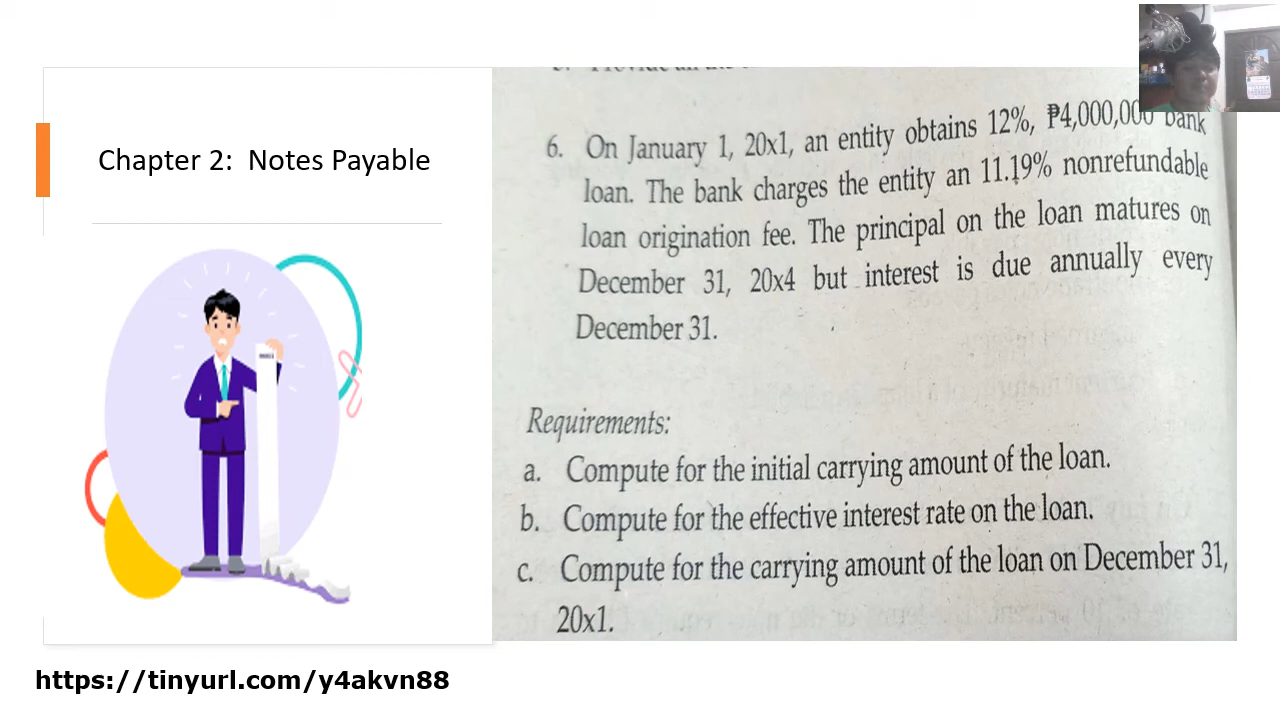 Chapter 2: Notes Payable
6. On January 1, 20x1, an entity obtains 12%, ₱4,000,000 bank
loan. The bank charges the entity an 11.19% nonrefundable
loan origination fee. The principal on the loan matures on
December 31, 20x4 but interest is due annually every
December 31.
Requirements:
a. Compute for the initial carrying amount of the loan.
b. Compute for the effective interest rate on the loan.
c. Compute for the carrying amount of the loan on December 31,
20x1.
https://tinyurl.com/y4akvn88